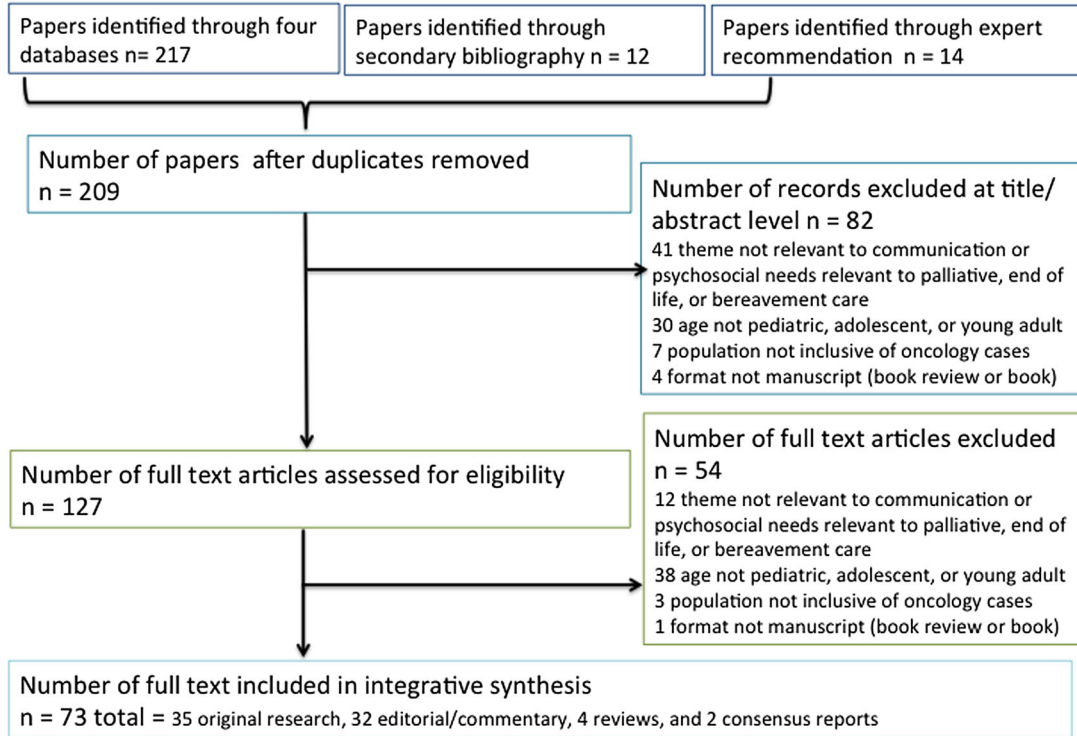 Papers identified through four
databases n= 217
Papers identified through
secondary bibliography n = 12
Papers identified through expert
recommendation n = 14
Number of papers after duplicates removed
n = 209
Number of records excluded at title/
abstract level n = 82
41 theme not relevant to communication or
psychosocial needs relevant to palliative, end of
life, or bereavement care
30 age not pediatric, adolescent, or young adult
7 population not inclusive of oncology cases
4 format not manuscript (book review or book)
Number of full text articles assessed for eligibility
n = 127
Number of full text articles excluded
n = 54
12 theme not relevant to communication or
psychosocial needs relevant to palliative, end of
life, or bereavement care
38 age not pediatric, adolescent, or young adult
3 population not inclusive of oncology cases
1 format not manuscript (book review or book)
Number of full text included in integrative synthesis
n = 73 total = 35 original research, 32 editorial/commentary, 4 reviews, and 2 consensus reports